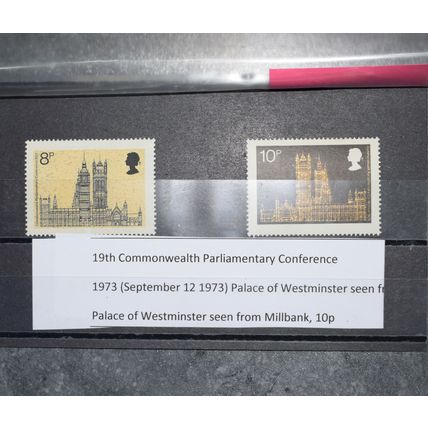 8P
10P
19th Commonwealth Parliamentary Conference
1973 (September 12 1973) Palace of Westminster seen f
Palace of Westminster seen from Millbank, 10p